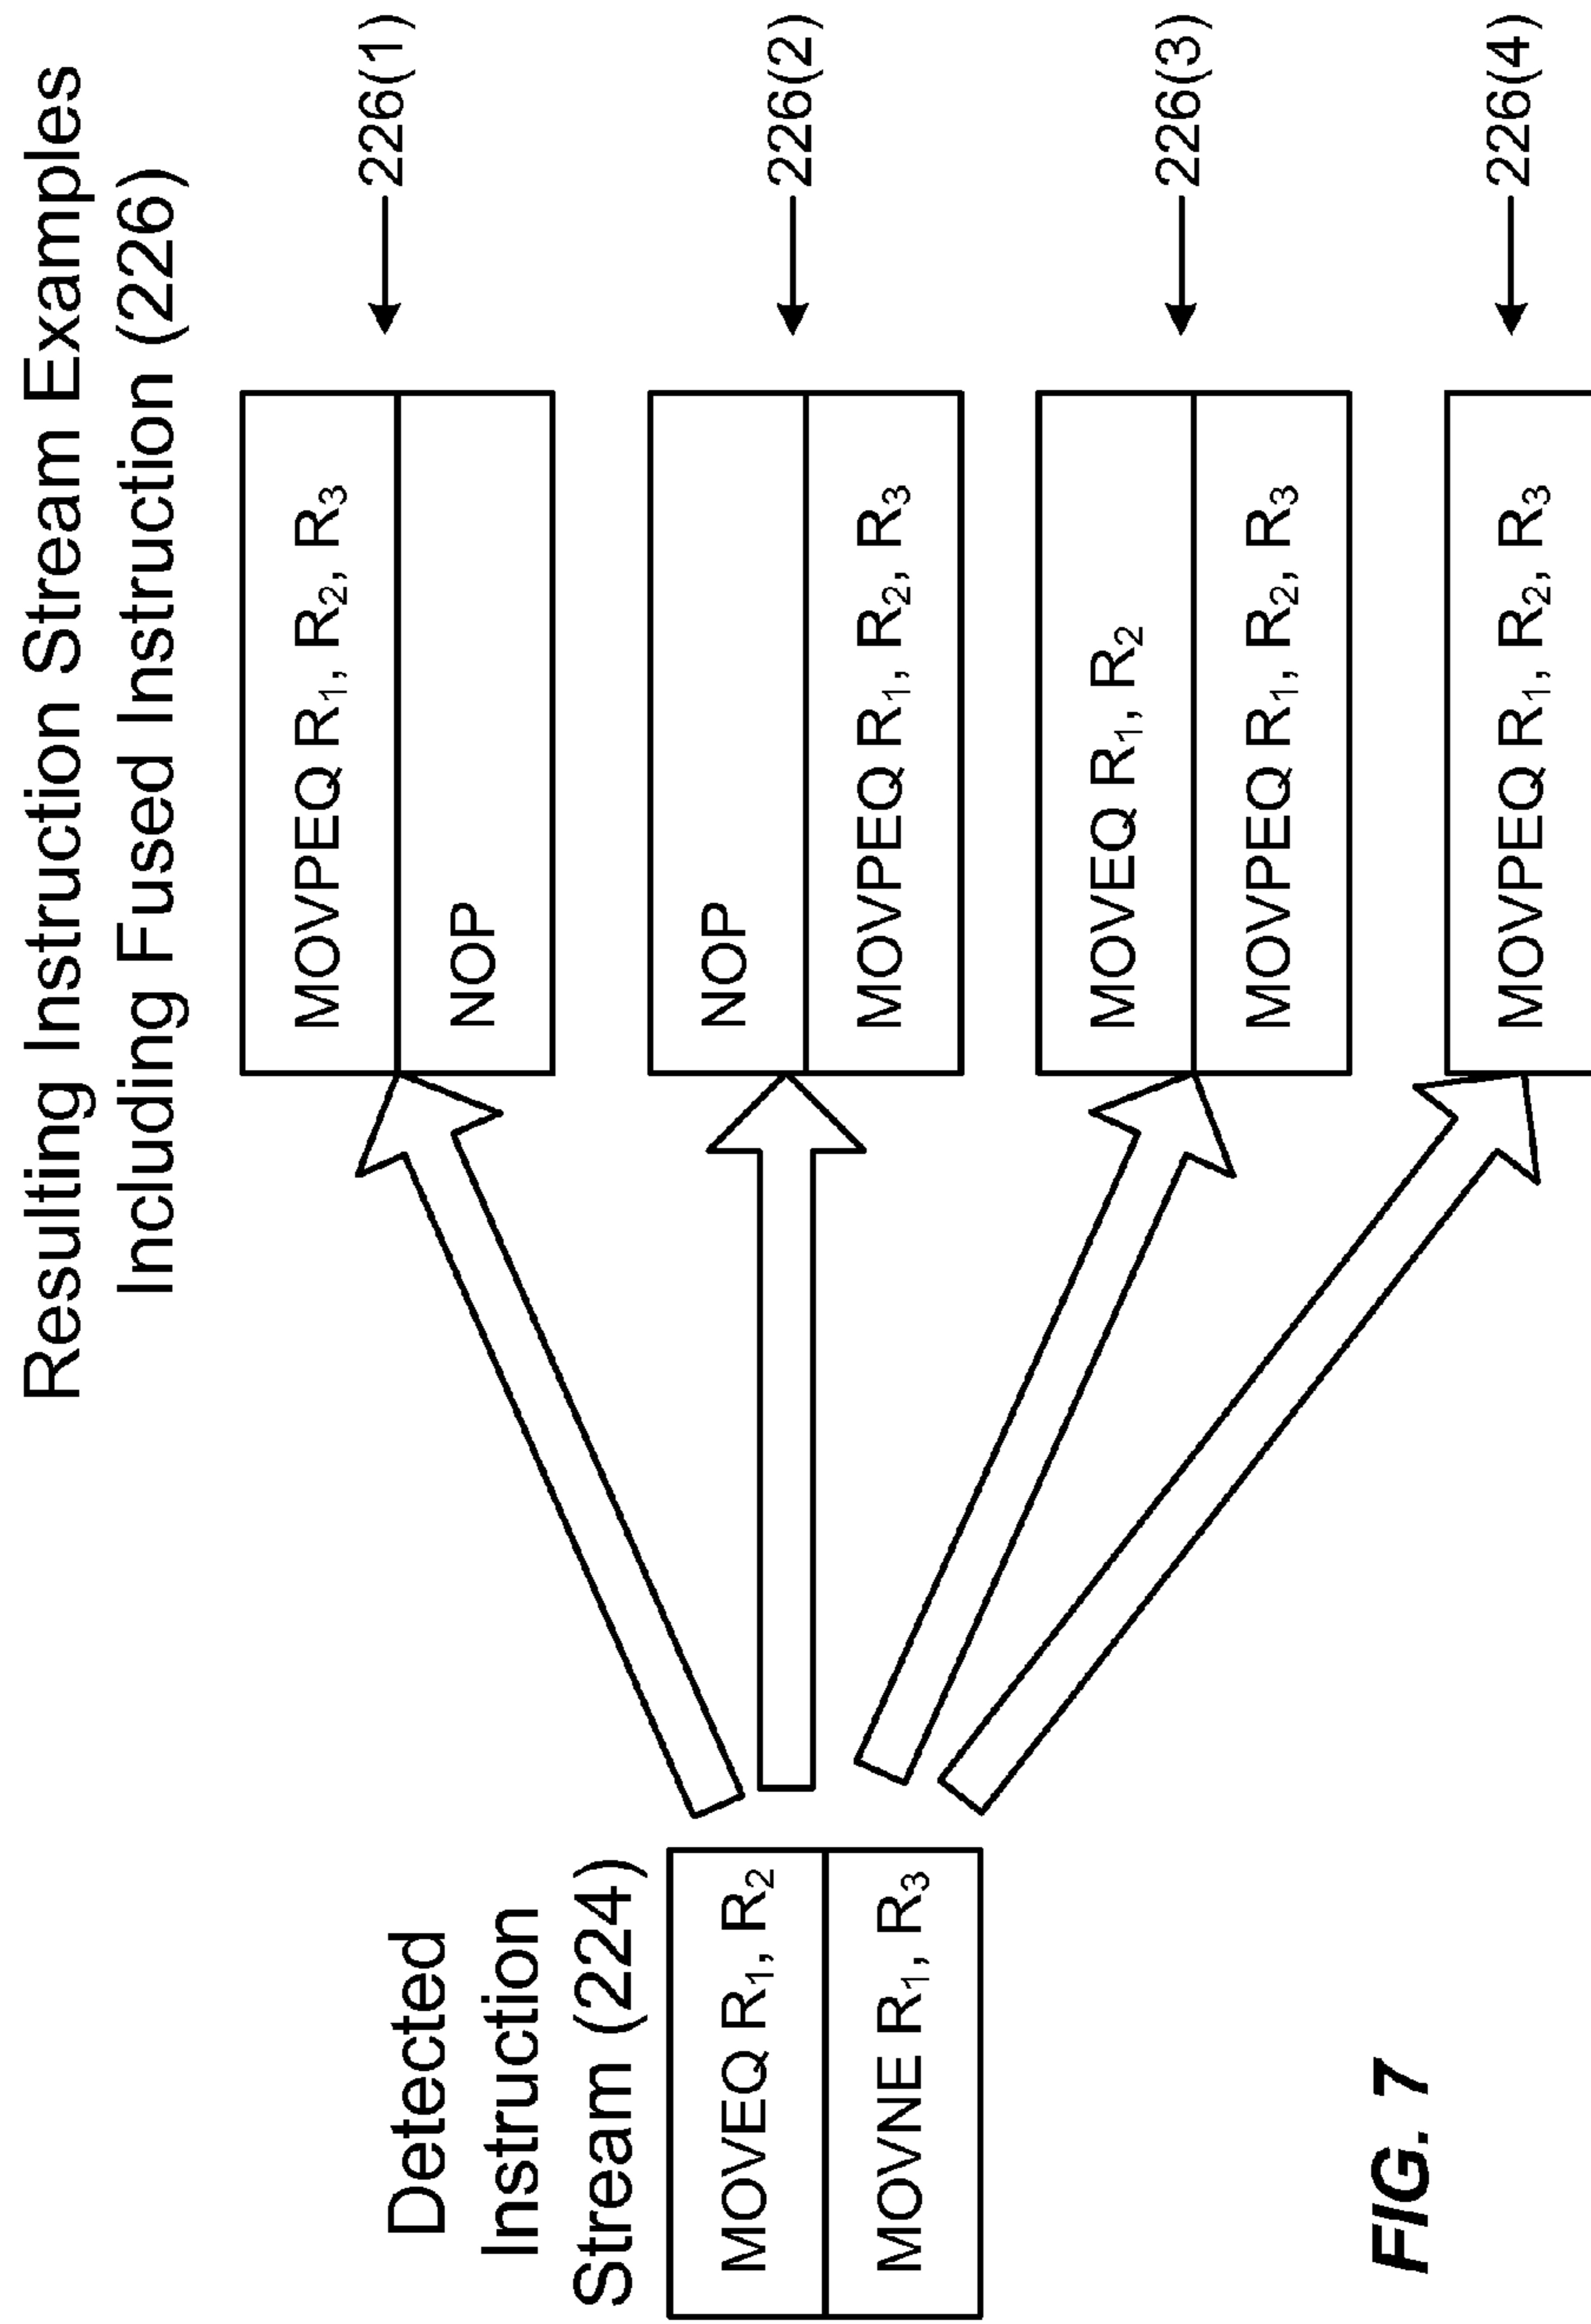 Resulting Instruction Stream Examples
Including Fused Instruction (226)
Detected
Instruction
Stream (224)
MOVEQ R₁, R₂
MOVNE R₁, R₃
MOVPEQ R₁, R₂, R₃
NOP
226(1)
NOP
MOVPEQ R₁, R₂, R₃
226(2)
MOVEQ R₁, R₂
MOVPEQ R₁, R₂, R₃
226(3)
MOVPEQ R₁, R₂, R₃
226(4)
FIG. 7